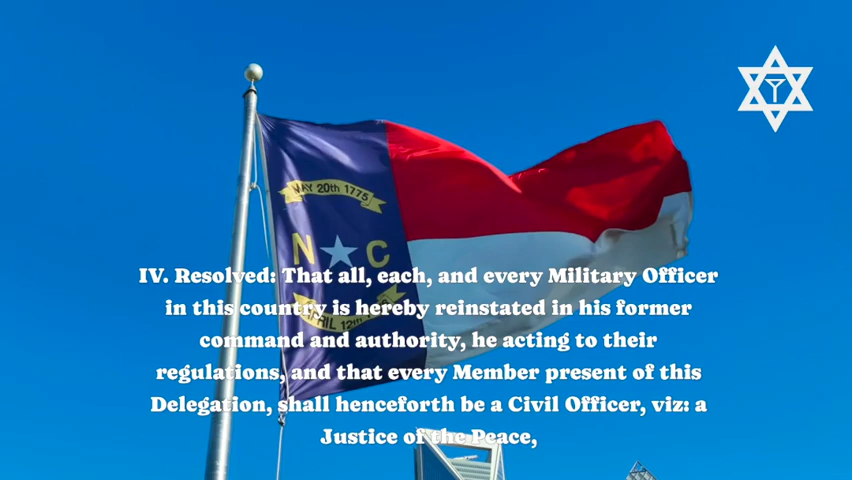 MAY 20th 1775
N C
APRIL 12th
IV. Resolved: That all, each, and every Military Officer
in this country is hereby reinstated in his former
command and authority, he acting to their
regulations, and that every Member present of this
Delegation, shall henceforth be a Civil Officer, viz: a
Justice of the Peace,